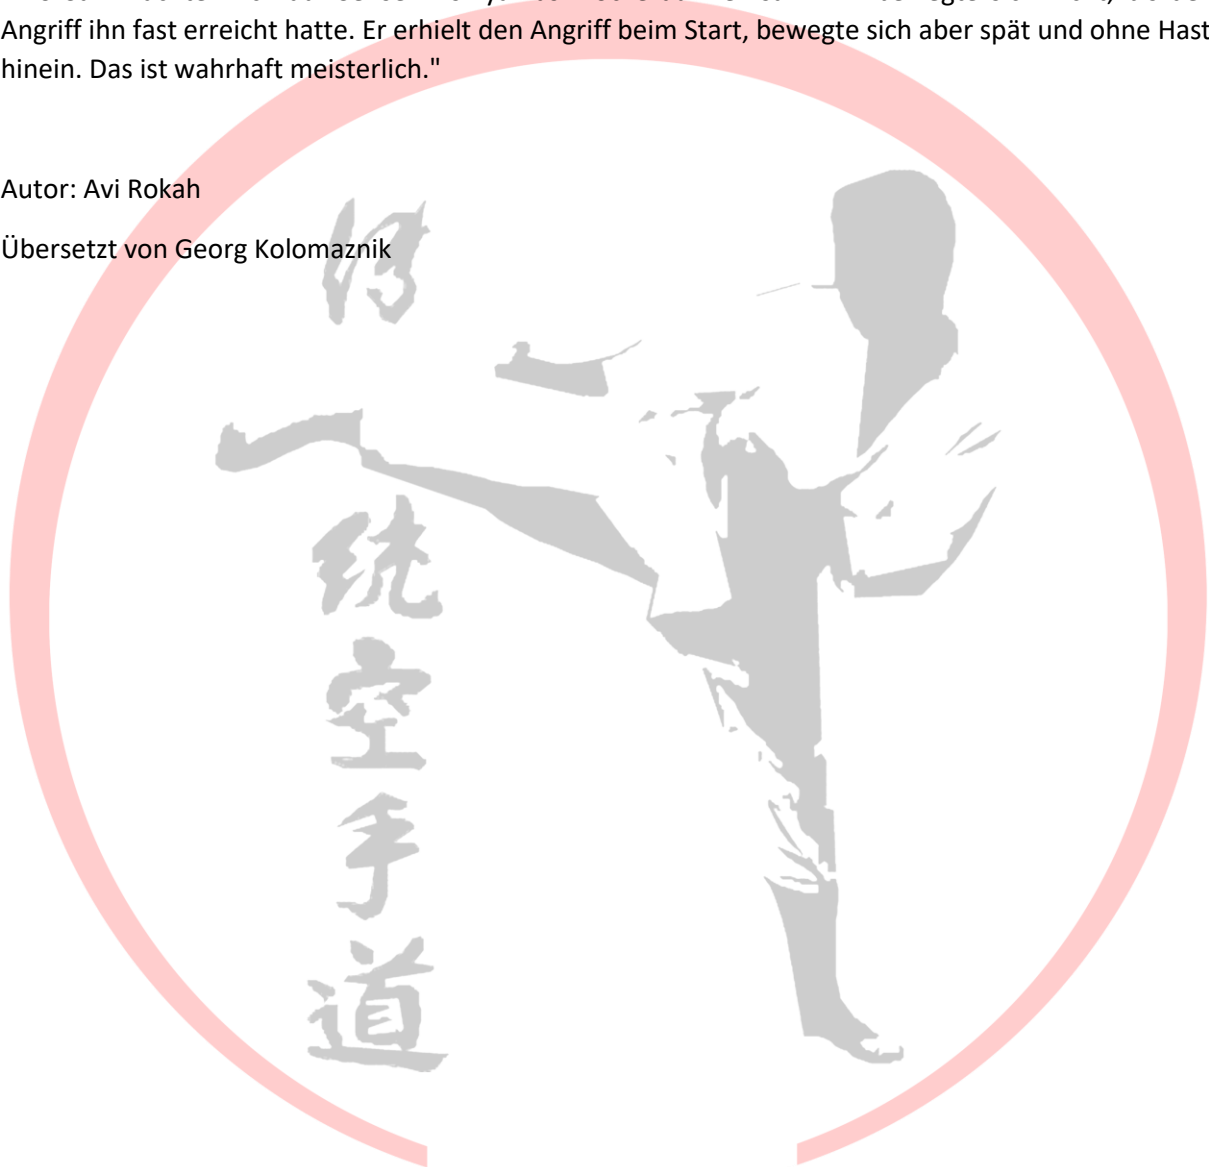 Angriff ihn fast erreicht hatte. Er erhielt den Angriff beim Start, bewegte sich aber spät und ohne Hast
hinein. Das ist wahrhaft meisterlich."
Autor: Avi Rokah
Übersetzt von Georg Kolomaznik
统空手道